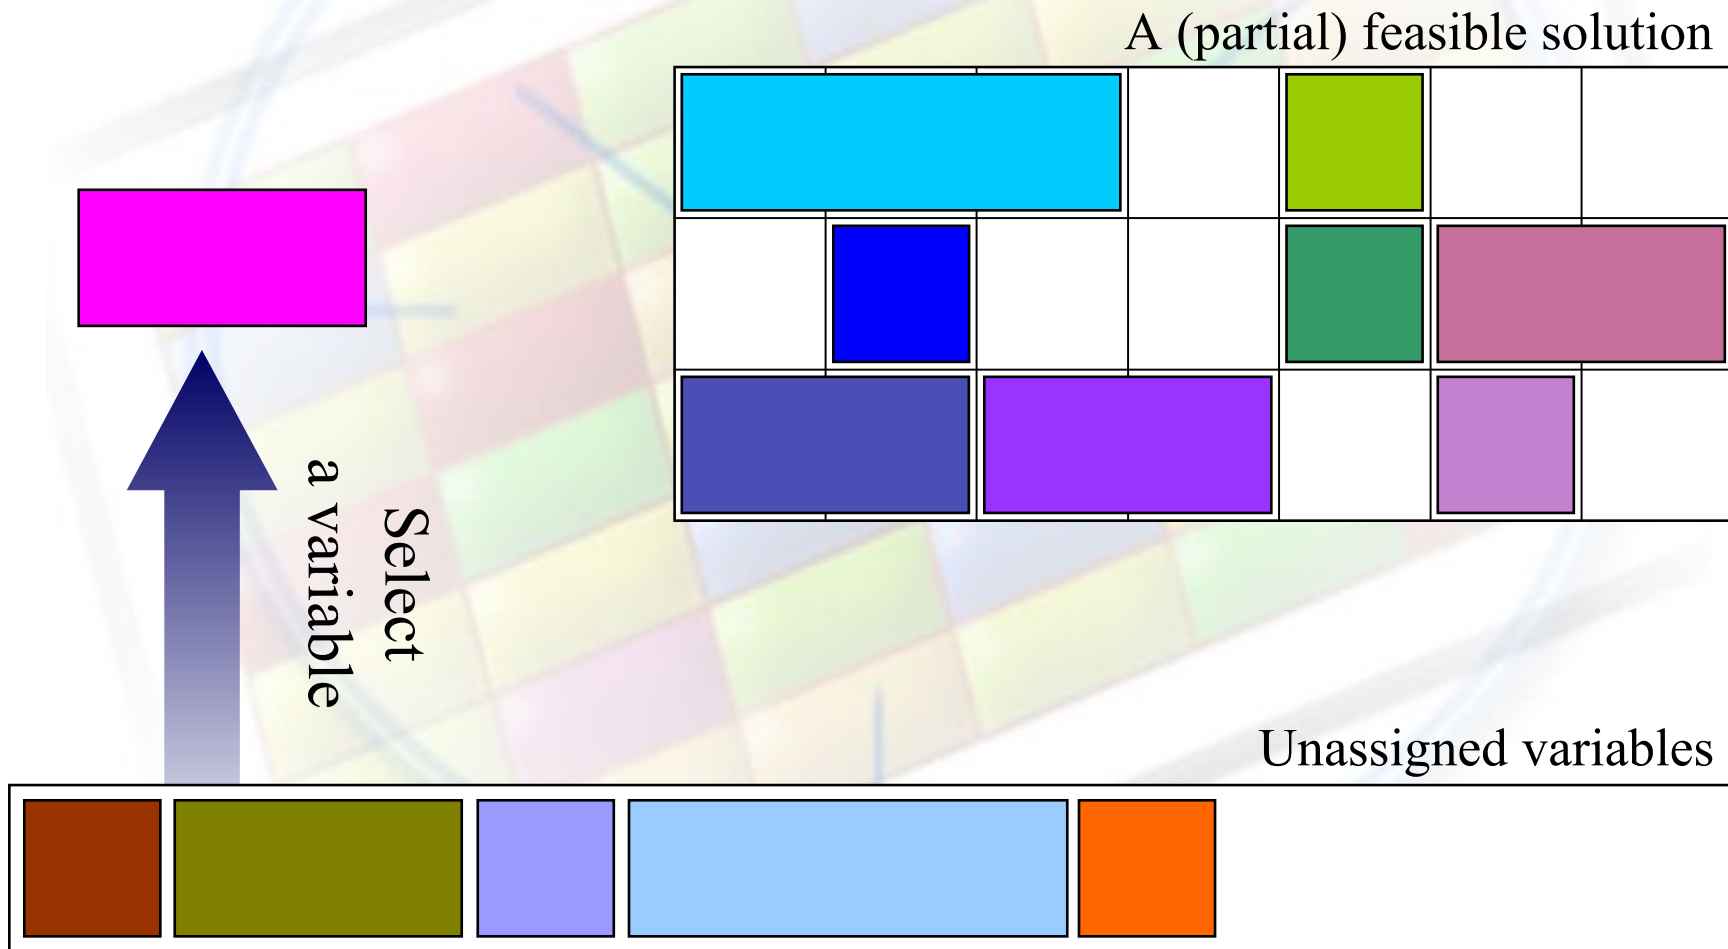 A (partial) feasible solution
Select
a variable
Unassigned variables